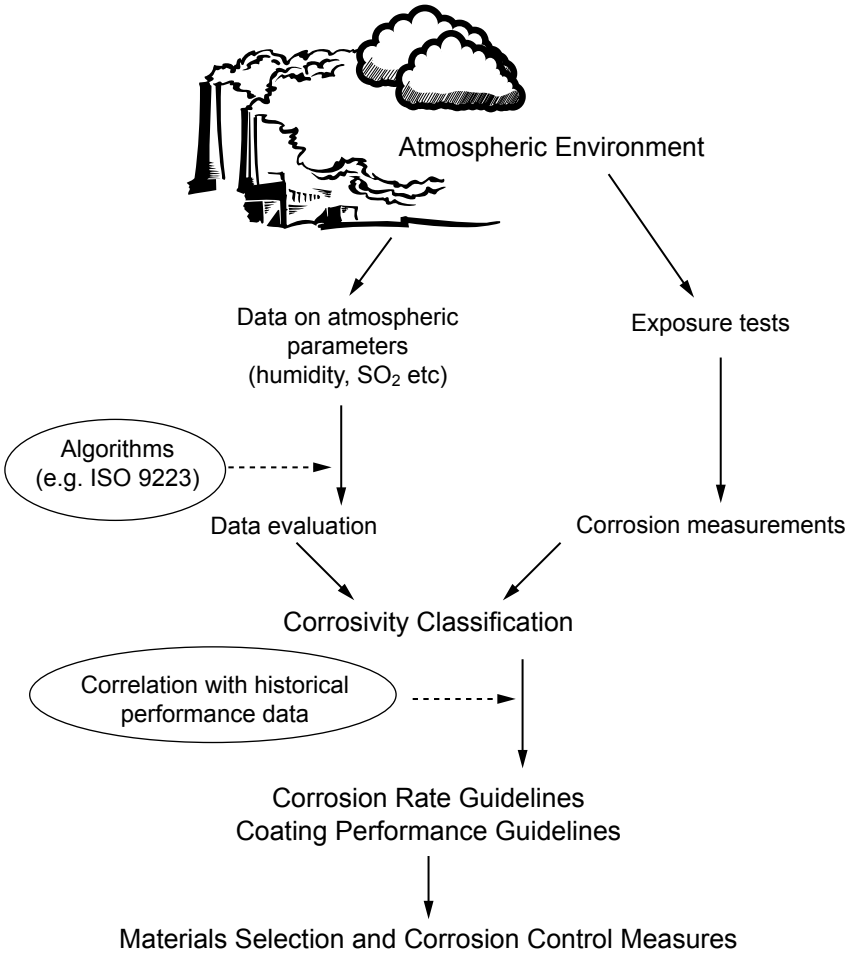 Atmospheric Environment
Data on atmospheric
parameters
(humidity, SO₂ etc)
Exposure tests
Algorithms
(e.g. ISO 9223)
Data evaluation
Corrosion measurements
Corrosivity Classification
Correlation with historical
performance data
Corrosion Rate Guidelines
Coating Performance Guidelines
Materials Selection and Corrosion Control Measures